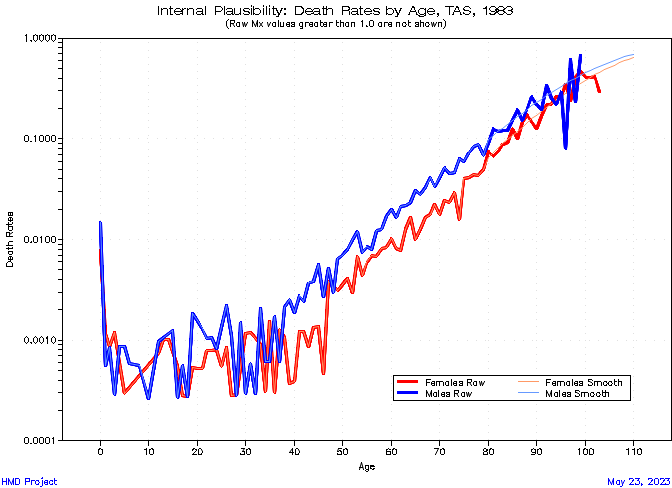 Internal Plausibility: Death Rates by Age, TAS, 1983
(Raw Mx values greater than 1.0 are not shown)
1.0000
0.1000
0.0100
0.0010
0.0001
Death Rates
0 10 20 30 40 50 60 70 80 90 100 110
Age
Females Raw Females Smooth
Males Raw Males Smooth
HMD Project May 23, 2023